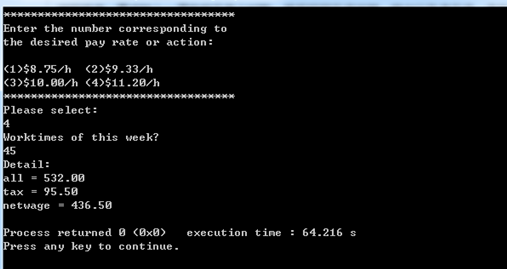 **********************************
Enter the number corresponding to
the desired pay rate or action:
(1)$8.75/h (2)$9.33/h
(3)$10.00/h (4)$11.20/h
**********************************
Please select:
4
Worktimes of this week?
45
Detail:
all = 532.00
tax = 95.50
netwage = 436.50
Process returned 0 (0x0) execution time : 64.216 s
Press any key to continue.